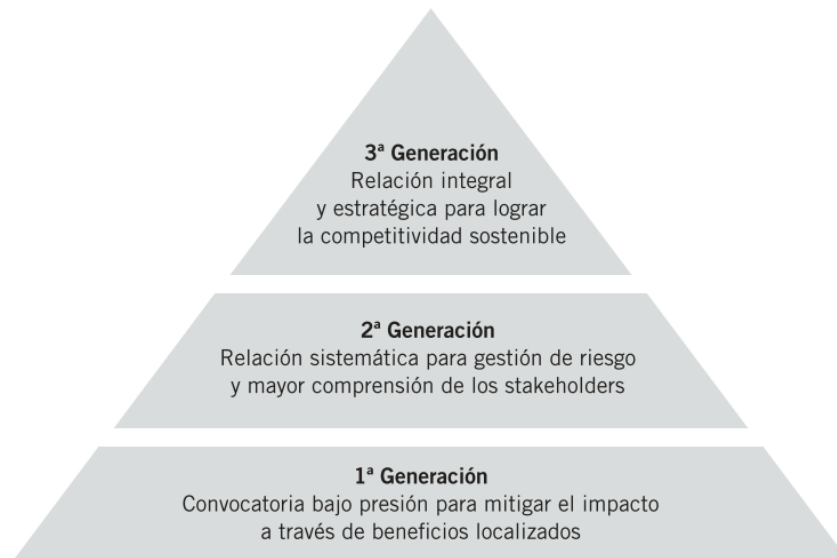 3ª Generación
Relación integral
y estratégica para lograr
la competitividad sostenible
2ª Generación
Relación sistemática para gestión de riesgo
y mayor comprensión de los stakeholders
1ª Generación
Convocatoria bajo presión para mitigar el impacto
a través de beneficios localizados